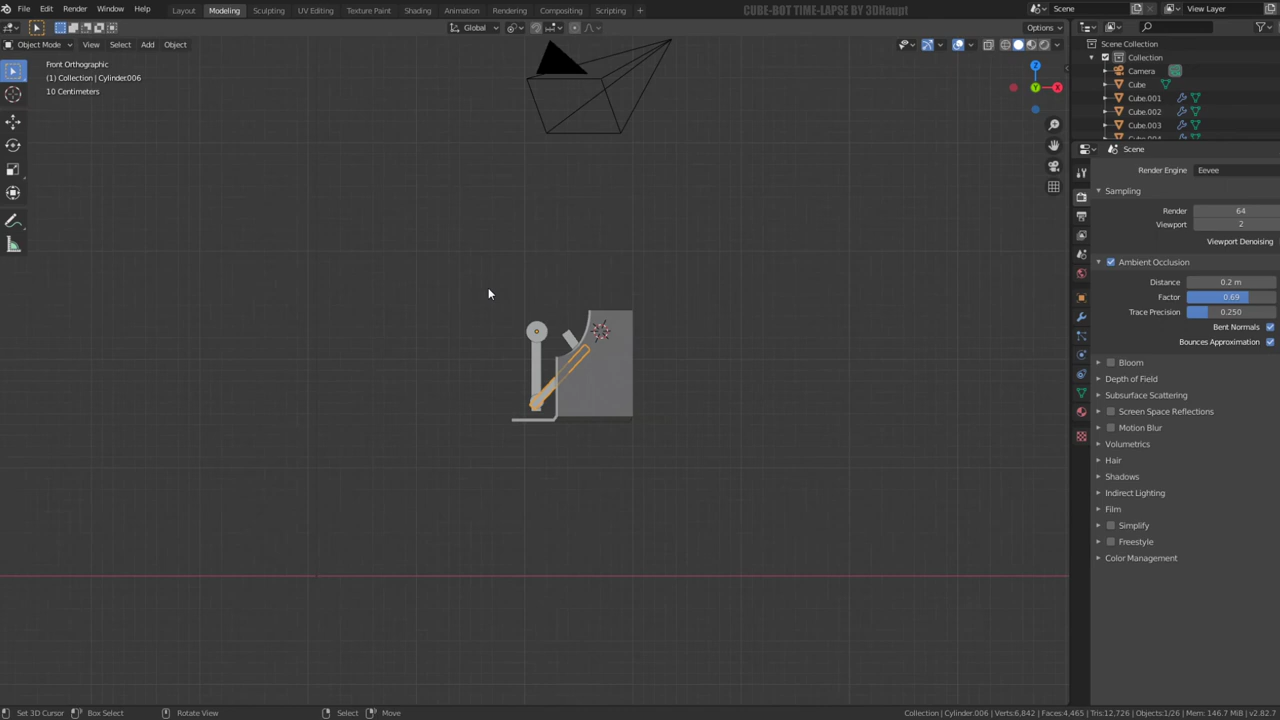 File Edit Render Window Help
Layout Modeling Sculpting UV Editing Texture Paint Shading Animation Rendering Compositing Scripting +
CUBE-BOT TIME-LAPSE BY 3DHaupt
Scene View Layer
Global Options
Object Mode View Select Add Object
Front Orthographic
(1) Collection | Cylinder006
10 Centimeters
Z
Y
X
Scene Collection
Collection
Camera
Cube
Cube.001
Cube.002
Cube.003
Scene
Render Engine Eevee
Sampling
Render 64
Viewport 2
Viewport Denoising
Ambient Occlusion
Distance 0.2 m
Factor 0.69
Trace Precision 0.250
Bent Normals
Bounces Approximation
Bloom
Depth of Field
Subsurface Scattering
Screen Space Reflections
Motion Blur
Volumetrics
Hair
Shadows
Indirect Lighting
Film
Simplify
Freestyle
Color Management
Set 3D Cursor Box Select Rotate View Select Move
Collection | Cylinder.006 | Verts:6,842 | Faces:4,465 | Tris:12,726 | Objects:1/26 | Mem: 146.7 MiB | v2.82.7